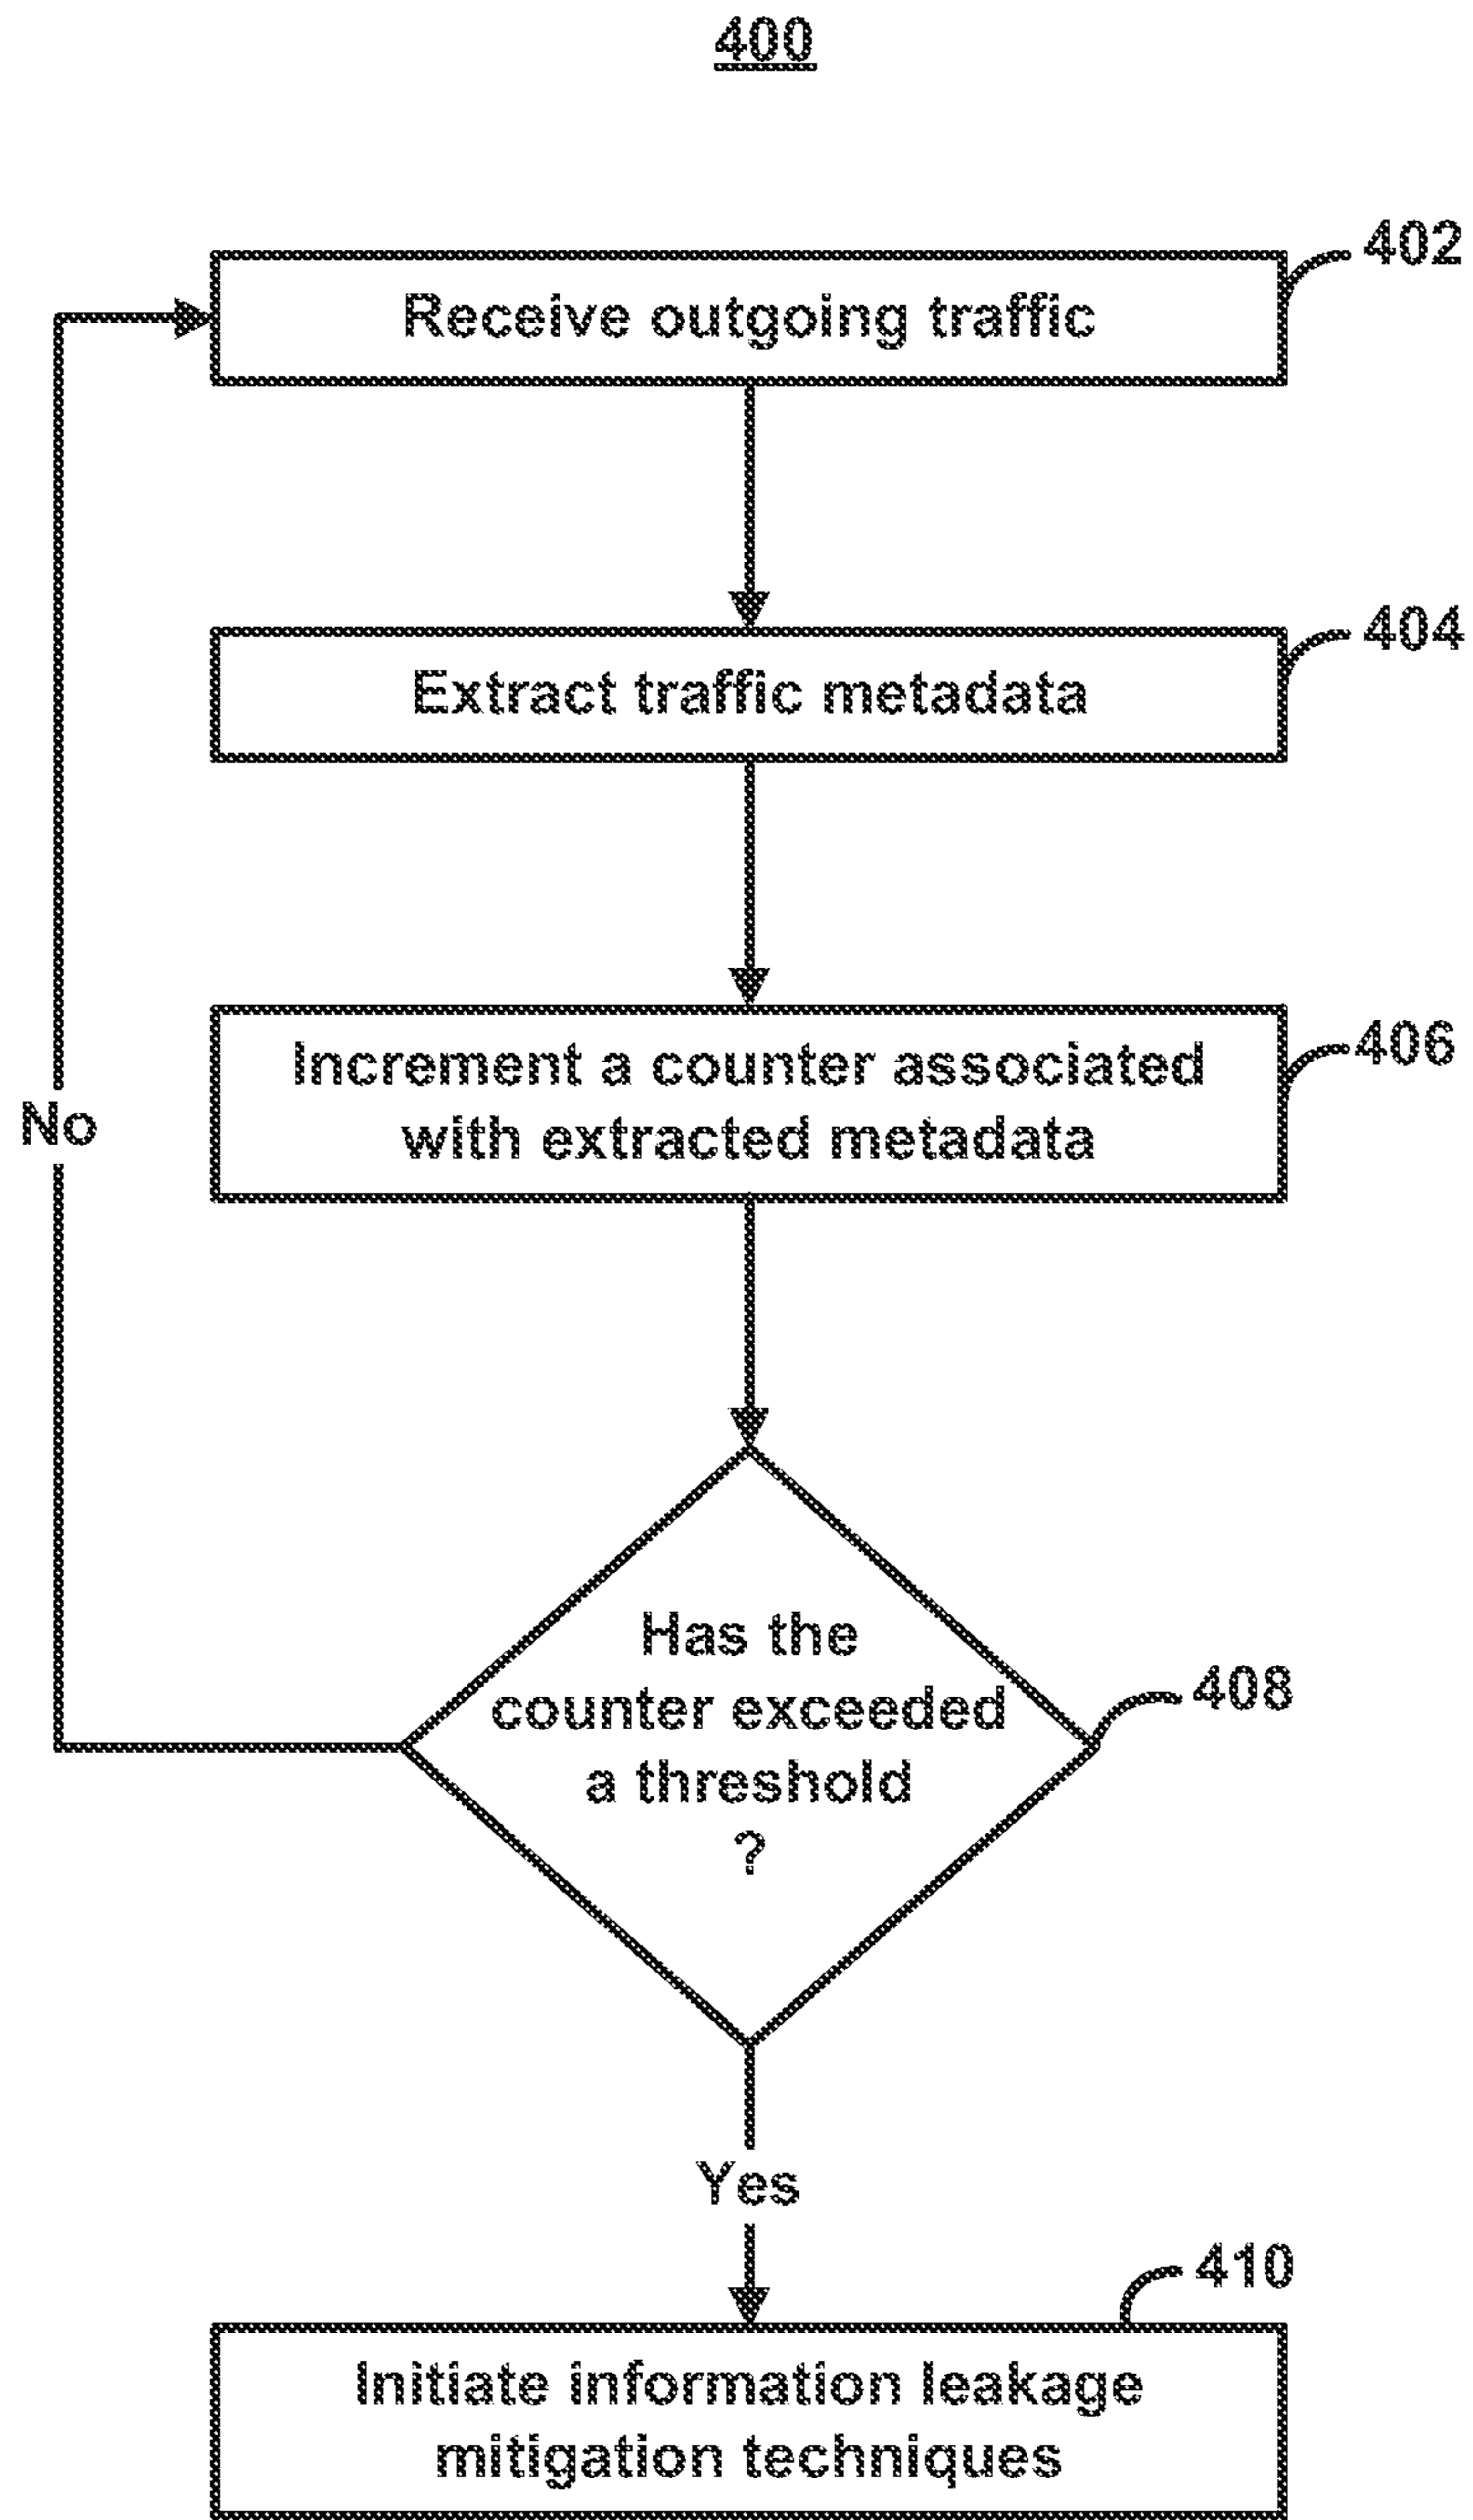 400
402
Receive outgoing traffic
404
Extract traffic metadata
406
Increment a counter associated
with extracted metadata
No
Has the
counter exceeded
a threshold
?
408
Yes
410
Initiate information leakage
mitigation techniques